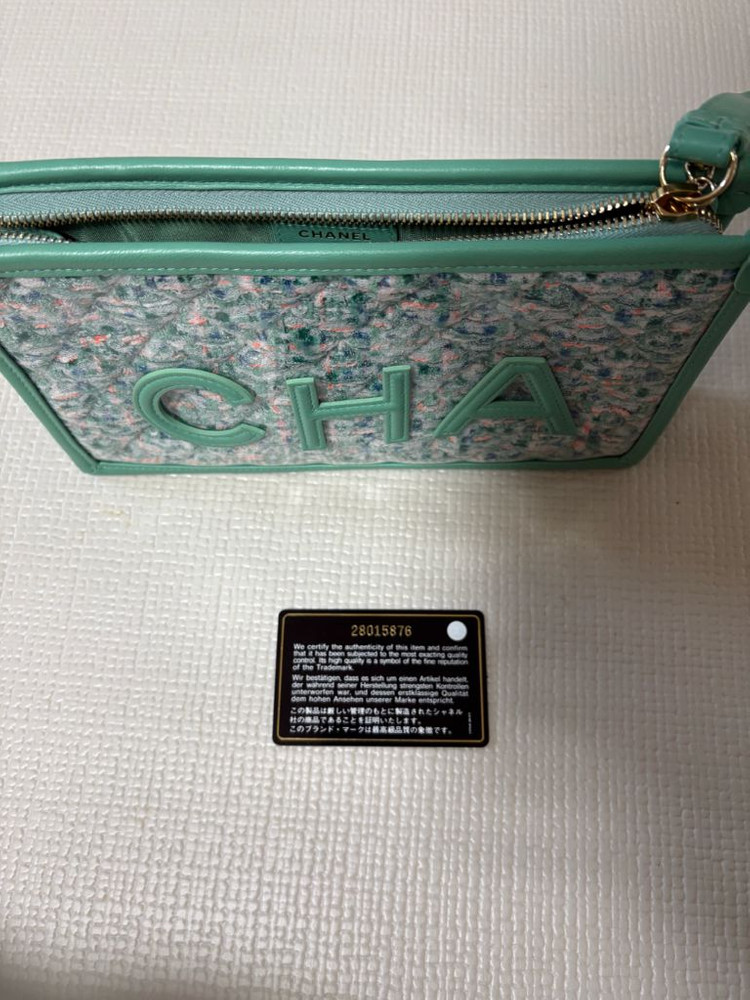 CHANEL
CHA
28015876
We certify the authenticity of this item and confirm
that it has been subjected to the most exacting quality
control. Its high quality is a symbol of the fine reputation
of the Trademark.
Wir bestätigen, dass es sich um einen Artikel handelt,
der während seiner Herstellung strengsten Kontrollen
unterworfen war, und dessen erstklassige Qualität
dem hohen Ansehen unserer Marke entspricht.
この製品は厳しい管理のもとに製造されたシャネル
社の商品であることを証明いたします。
このブランド・マークは最高級品質の象徴です。